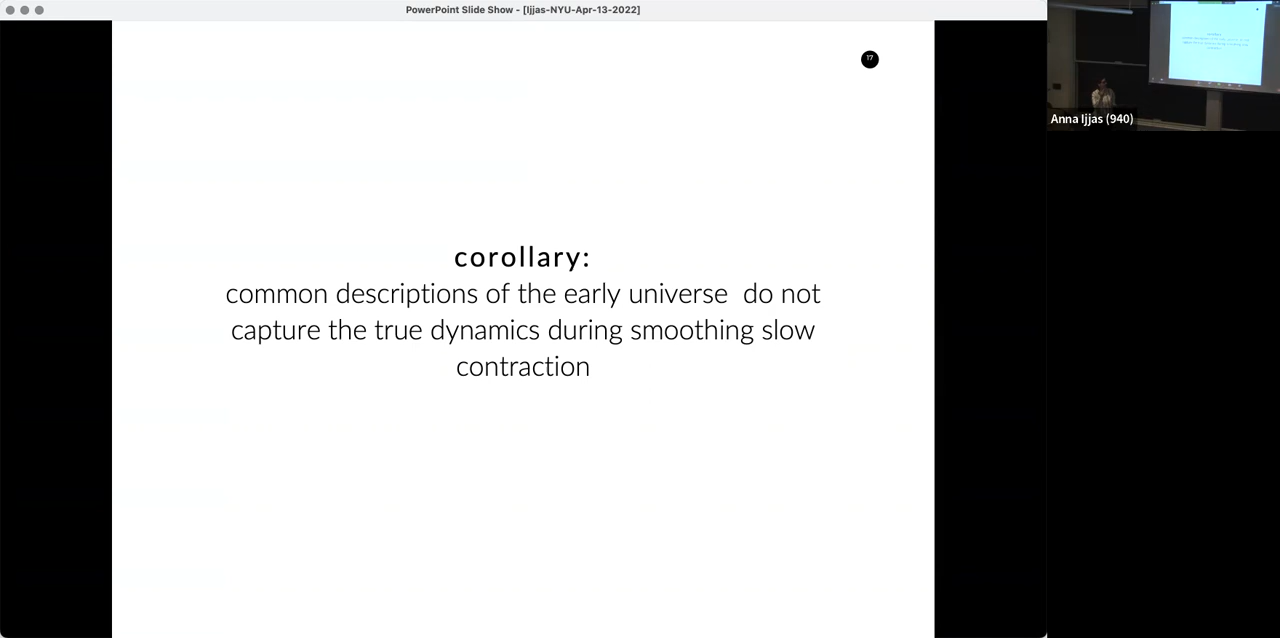 PowerPoint Slide Show - [Ijjas-NYU-Apr-13-2022]
17
corollary:
common descriptions of the early universe  do not
capture the true dynamics during smoothing slow
contraction
Anna Ijjas (940)